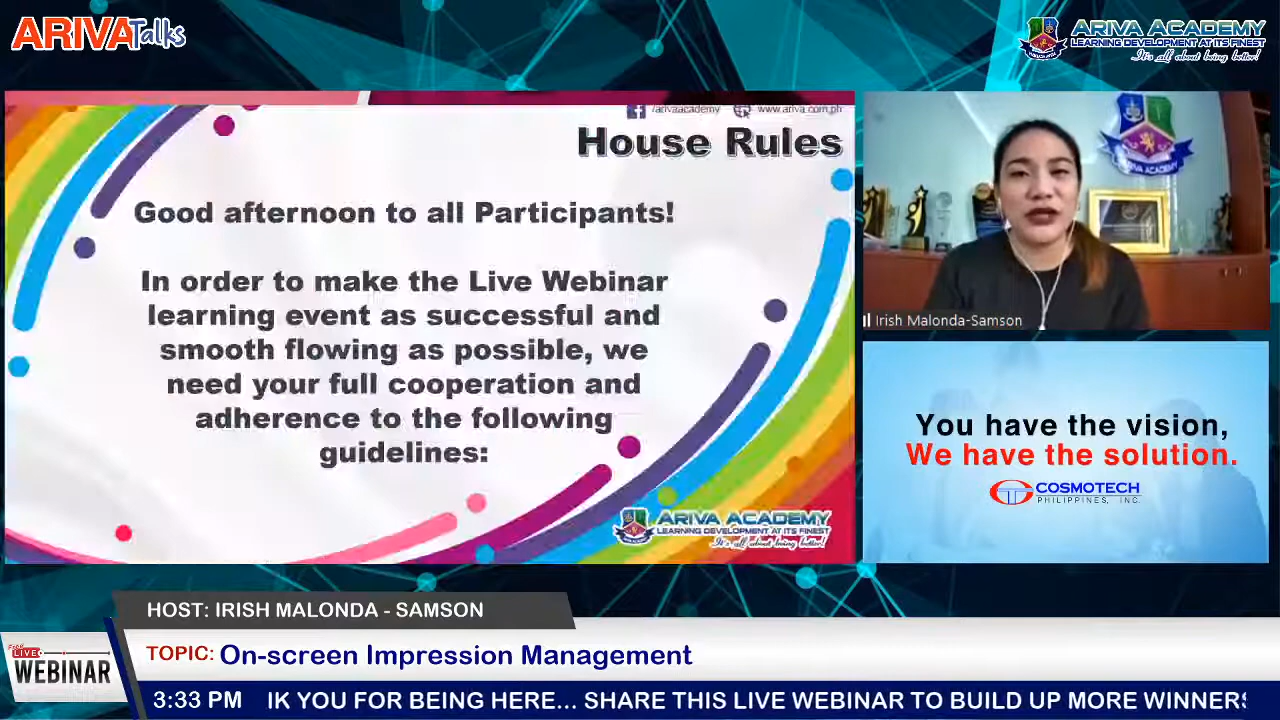 ARIVATalks
ARIVA ACADEMY
LEARNING DEVELOPMENT AT ITS FINEST
It's all about being better!
/arivaacademy www.ariva.com.ph
House Rules
Good afternoon to all Participants!
In order to make the Live Webinar
learning event as successful and
smooth flowing as possible, we
need your full cooperation and
adherence to the following
guidelines:
ARIVA ACADEMY
LEARNING DEVELOPMENT AT ITS FINEST
It's all about being better!
ARIVA ACADEMY
Irish Malonda-Samson
You have the vision,
We have the solution.
COSMOTECH
PHILIPPINES, INC.
HOST: IRISH MALONDA - SAMSON
Free LIVE
WEBINAR
TOPIC: On-screen Impression Management
3:33 PM IK YOU FOR BEING HERE... SHARE THIS LIVE WEBINAR TO BUILD UP MORE WINNERS